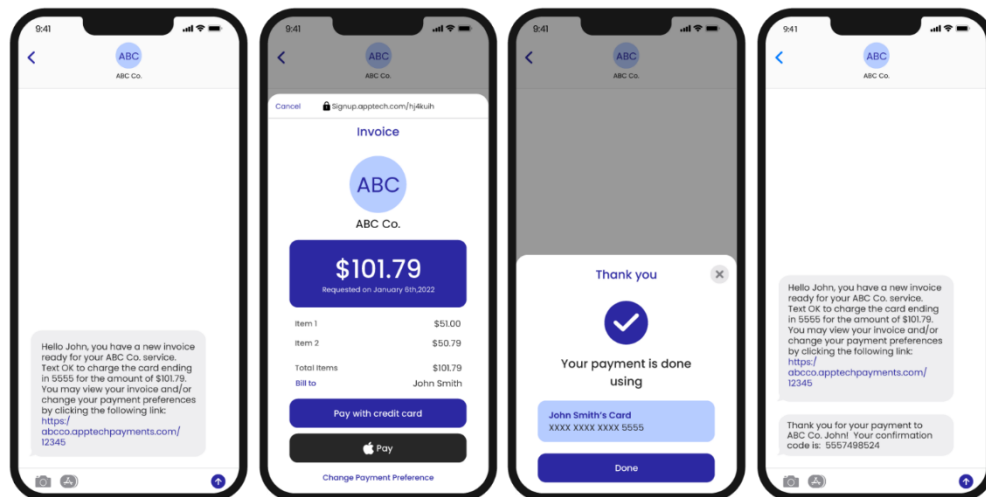 9:41
ABC
ABC Co.
Hello John, you have a new invoice
ready for your ABC Co. service.
Text OK to charge the card ending
in 5555 for the amount of $101.79.
You may view your invoice and/or
change your payment preferences
by clicking the following link:
https:/
abcco.apptechpayments.com/
12345
9:41
ABC
ABC Co.
Cancel
Signup.apptech.com/hj4kuih
Invoice
ABC
ABC Co.
$101.79
Requested on January 6th,2022
Item 1 $51.00
Item 2 $50.79
Total Items $101.79
Bill to John Smith
Pay with credit card
Pay
Change Payment Preference
9:41
ABC
ABC Co.
Thank you
Your payment is done
using
John Smith's Card
XXXX XXXX XXXX 5555
Done
9:41
ABC
ABC Co.
Hello John, you have a new invoice
ready for your ABC Co. service.
Text OK to charge the card ending
in 5555 for the amount of $101.79.
You may view your invoice and/or
change your payment preferences
by clicking the following link:
https:/
abcco.apptechpayments.com/
12345
Thank you for your payment to
ABC Co. John! Your confirmation
code is: 5557498524